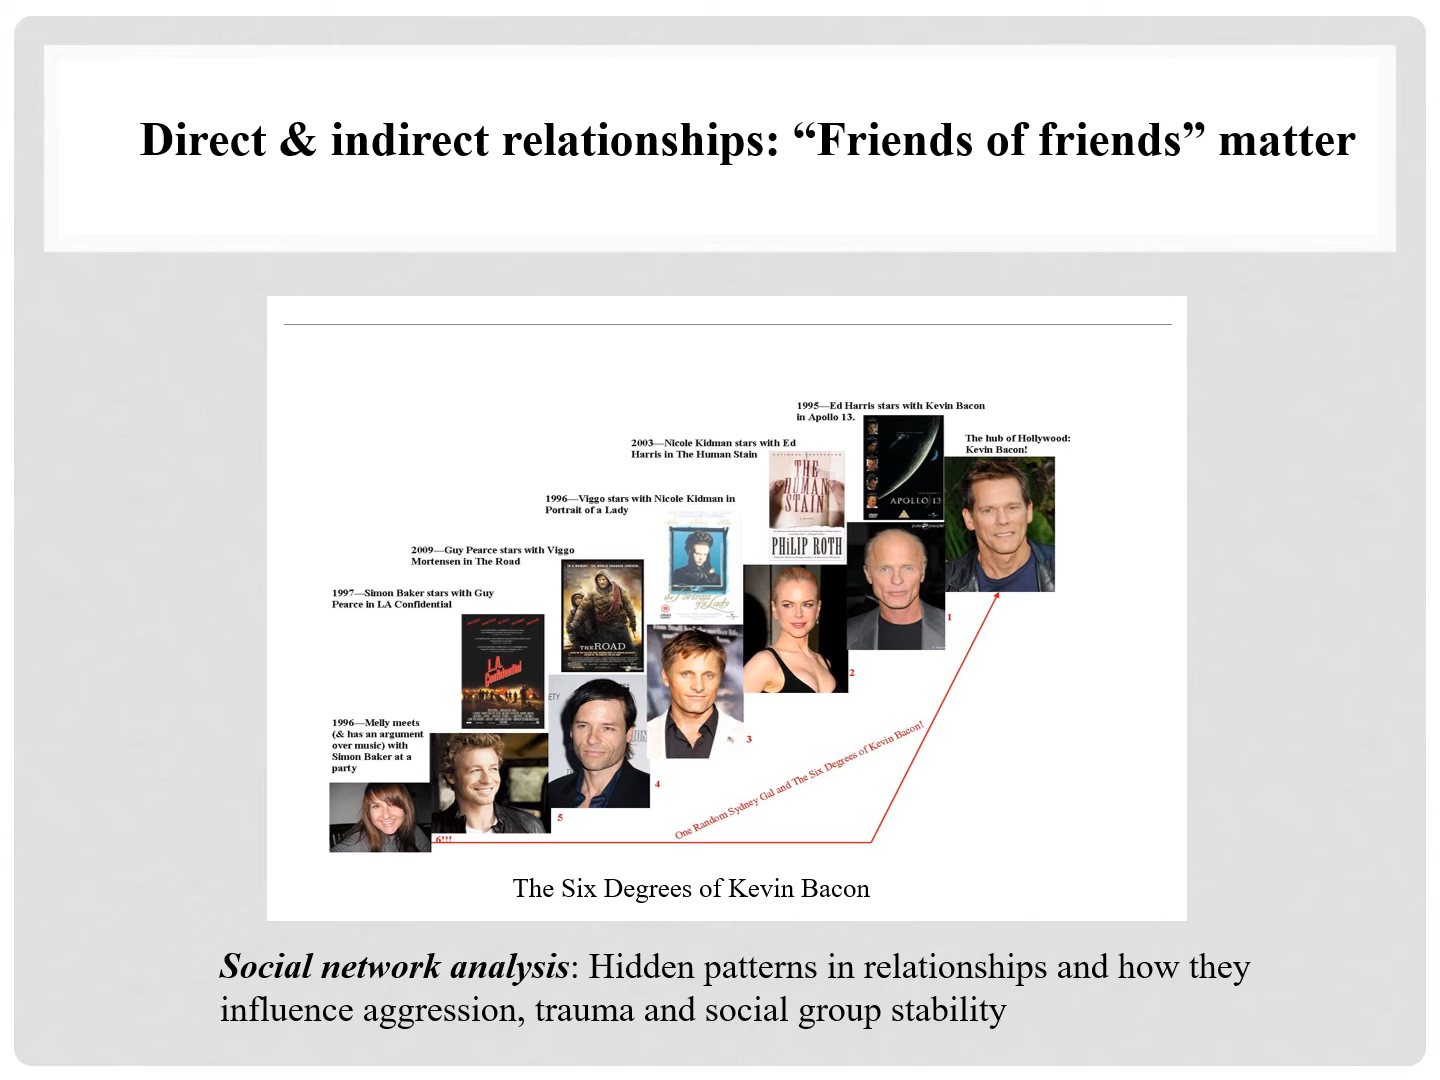 Direct & indirect relationships: “Friends of friends” matter
1995—Ed Harris stars with Kevin Bacon
in Apollo 13.
The hub of Hollywood:
Kevin Bacon!
2003—Nicole Kidman stars with Ed
Harris in The Human Stain
THE
HUMAN
STAIN
PHiLIP ROTH
APOLLO 13
1996—Viggo stars with Nicole Kidman in
Portrait of a Lady
2009—Guy Pearce stars with Viggo
Mortensen in The Road
THE ROAD
1997—Simon Baker stars with Guy
Pearce in LA Confidential
L.A.
Confidential
1996—Melly meets
(& has an argument
over music) with
Simon Baker at a
party
1
2
3
4
5
6!!!
One Random Sydney Gal and The Six Degrees of Kevin Bacon!
The Six Degrees of Kevin Bacon
Social network analysis: Hidden patterns in relationships and how they
influence aggression, trauma and social group stability